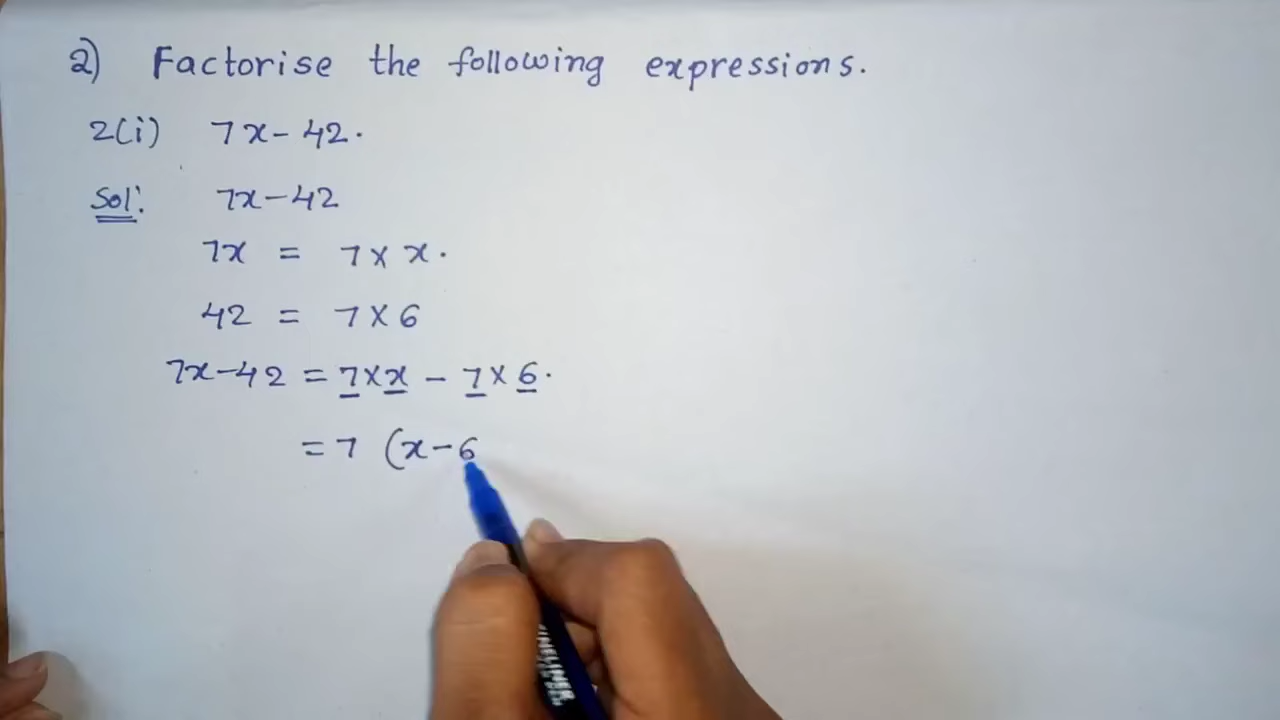 2) Factorise the following expressions.
2(i) 7x - 42.
Sol: 7x - 42
7x = 7 × x.
42 = 7 × 6
7x - 42 = 7 × x - 7 × 6.
= 7 (x - 6